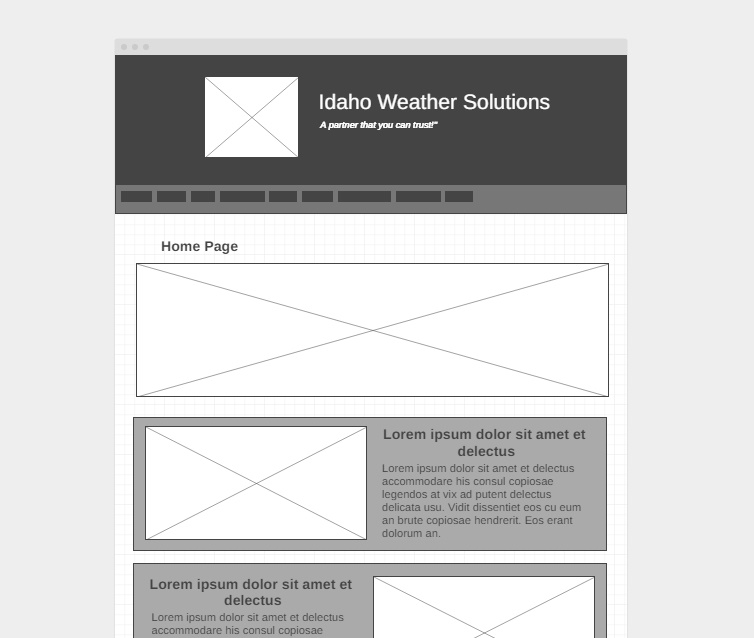 Idaho Weather Solutions
A partner that you can trust!"
Home Page
Lorem ipsum dolor sit amet et
delectus
Lorem ipsum dolor sit amet et delectus
accommodare his consul copiosae
legendos at vix ad putent delectus
delicata usu. Vidit dissentiet eos cu eum
an brute copiosae hendrerit. Eos erant
dolorum an.
Lorem ipsum dolor sit amet et
delectus
Lorem ipsum dolor sit amet et delectus
accommodare his consul copiosae